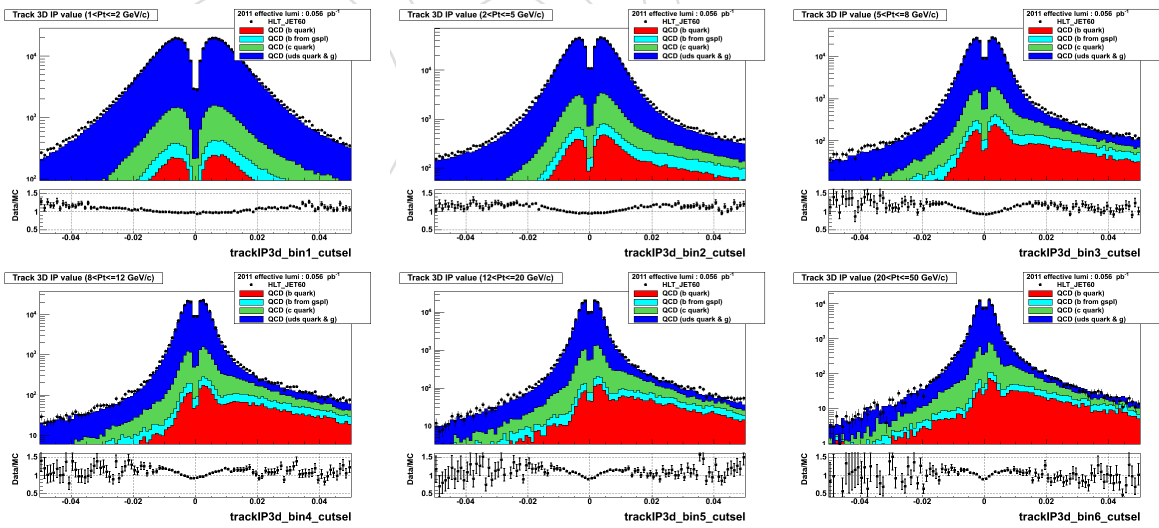 Track 3D IP value (1<Pt<=2 GeV/c)
2011 effective lumi : 0.056 pb⁻¹
HLT_JET60
QCD (b quark)
QCD (b from gspl)
QCD (c quark)
QCD (uds quark & g)
10⁴
10³
10²
Data/MC
1.5
1
0.5
-0.04
-0.02
0
0.02
0.04
trackIP3d_bin1_cutsel
Track 3D IP value (2<Pt<=5 GeV/c)
2011 effective lumi : 0.056 pb⁻¹
HLT_JET60
QCD (b quark)
QCD (b from gspl)
QCD (c quark)
QCD (uds quark & g)
10⁴
10³
10²
Data/MC
1.5
1
0.5
-0.04
-0.02
0
0.02
0.04
trackIP3d_bin2_cutsel
Track 3D IP value (5<Pt<=8 GeV/c)
2011 effective lumi : 0.056 pb⁻¹
HLT_JET60
QCD (b quark)
QCD (b from gspl)
QCD (c quark)
QCD (uds quark & g)
10⁴
10³
10²
Data/MC
1.5
1
0.5
-0.04
-0.02
0
0.02
0.04
trackIP3d_bin3_cutsel
Track 3D IP value (8<Pt<=12 GeV/c)
2011 effective lumi : 0.056 pb⁻¹
HLT_JET60
QCD (b quark)
QCD (b from gspl)
QCD (c quark)
QCD (uds quark & g)
10⁴
10³
10²
10
Data/MC
1.5
1
0.5
-0.04
-0.02
0
0.02
0.04
trackIP3d_bin4_cutsel
Track 3D IP value (12<Pt<=20 GeV/c)
2011 effective lumi : 0.056 pb⁻¹
HLT_JET60
QCD (b quark)
QCD (b from gspl)
QCD (c quark)
QCD (uds quark & g)
10⁴
10³
10²
10
Data/MC
1.5
1
0.5
-0.04
-0.02
0
0.02
0.04
trackIP3d_bin5_cutsel
Track 3D IP value (20<Pt<=50 GeV/c)
2011 effective lumi : 0.056 pb⁻¹
HLT_JET60
QCD (b quark)
QCD (b from gspl)
QCD (c quark)
QCD (uds quark & g)
10⁴
10³
10²
10
1
Data/MC
1.5
1
0.5
-0.04
-0.02
0
0.02
0.04
trackIP3d_bin6_cutsel